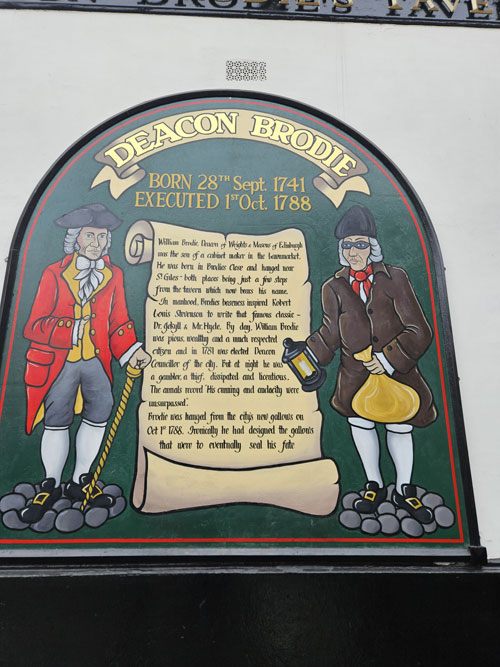 BRODIE'S TAVE
DEACON BRODIE
BORN 28TH Sept. 1741
EXECUTED 1st Oct. 1788
William Brodie, Deacon of Weights & Masons of Edinburgh
was the son of a cabinet maker in the Lawnmarket.
He was born in Brodies Close and hanged near
St Giles - both places being just a few steps
from the tavern which now bears his name.
In manhood, Brodies baseness inspired Robert
Louis Stevenson to write that famous classic -
Dr. Jekyll & Mr. Hyde. By day, William Brodie
was pious, wealthy and a much respected
citizen and in 1781 was elected Deacon
Councillor of the city. But at night he was
a gambler, a thief, dissipated and licentious.
The annals record "His cunning and audacity were
unsurpassed".
Brodie was hanged from the city's new gallows on
Oct 1st 1788. Ironically he had designed the gallows
that were to eventually seal his fate